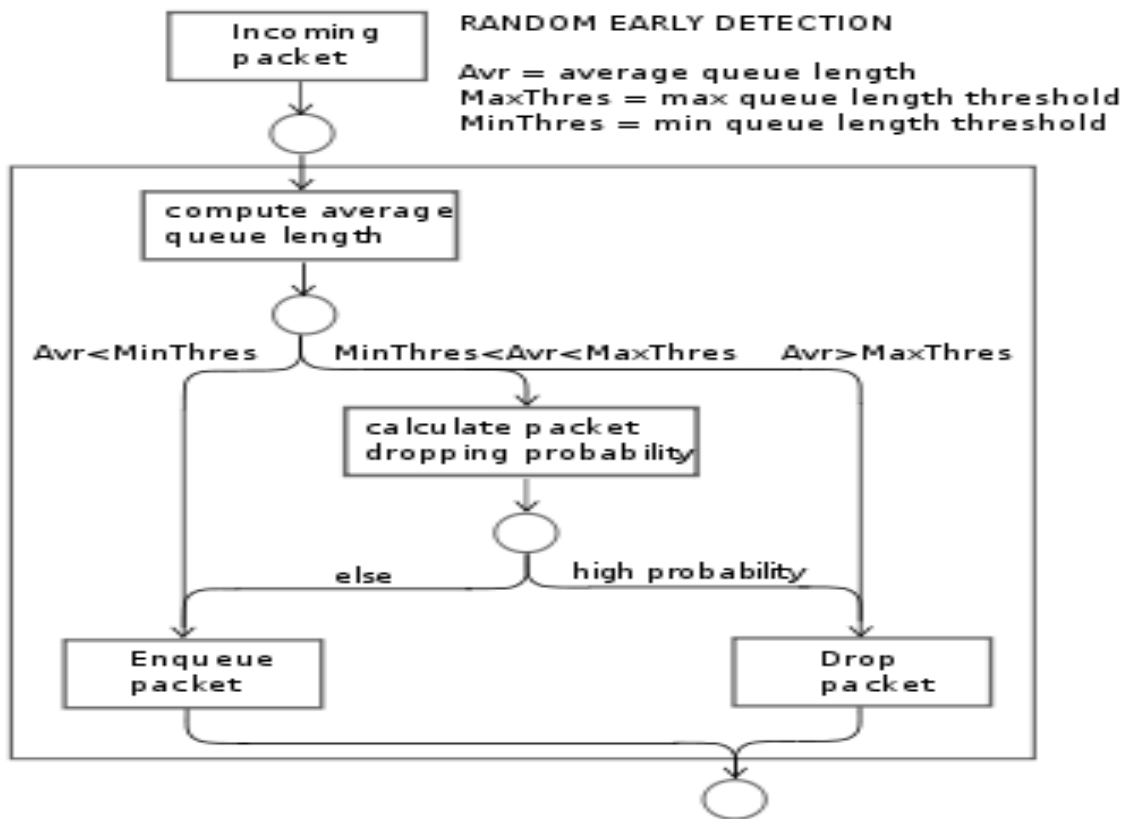 Incoming
packet
RANDOM EARLY DETECTION
Avr = average queue length
MaxThres = max queue length threshold
MinThres = min queue length threshold
compute average
queue length
Avr<MinThres
MinThres<Avr<MaxThres
Avr>MaxThres
calculate packet
dropping probability
else
high probability
Enqueue
packet
Drop
packet